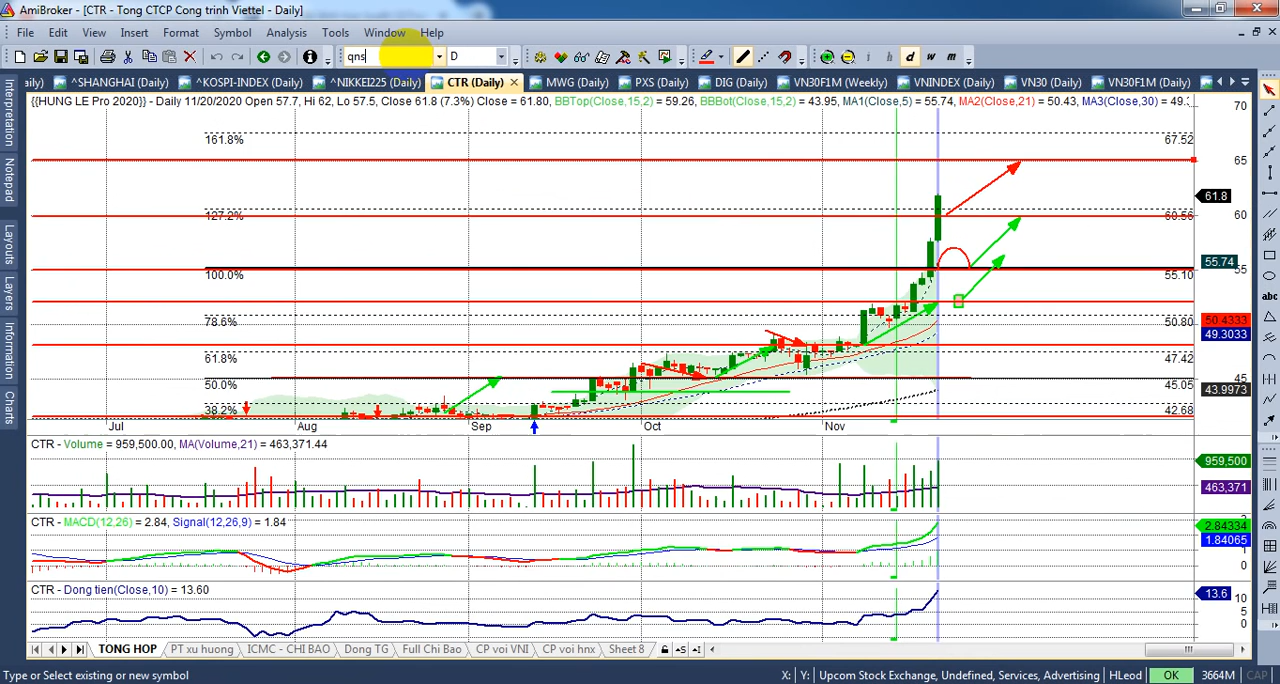 AmiBroker - [CTR - Tong CTCP Cong trinh Viettel - Daily]
File Edit View Insert Format Symbol Analysis Tools Window Help
qns D i h d w m
aily) ^SHANGHAI (Daily) ^KOSPI-INDEX (Daily) ^NIKKEI225 (Daily) CTR (Daily) MWG (Daily) PXS (Daily) DIG (Daily) VN30F1M (Weekly) VNINDEX (Daily) VN30 (Daily) VN30F1M (Daily)
{{HUNG LE Pro 2020}} - Daily 11/20/2020 Open 57.7, Hi 62, Lo 57.5, Close 61.8 (7.3%) Close = 61.80, BBTop(Close,15,2) = 59.26, BBBot(Close,15,2) = 43.95, MA1(Close,5) = 55.74, MA2(Close,21) = 50.43, MA3(Close,30) = 49.
Interpretation
Notepad
Layouts
Layers
Information
Charts
70
161.8% 67.52
65
61.8
60
127.2% 60.56
55.74
55
100.0% 55.10
50.4333
78.6% 50.80
49.3033
61.8% 47.42
50.0% 45.05
45
43.9973
38.2% 42.68
Jul Aug Sep Oct Nov
CTR - Volume = 959,500.00, MA(Volume,21) = 463,371.44
959,500
463,371
CTR - MACD(12,26) = 2.84, Signal(12,26,9) = 1.84
2.84334
1.84065
0
CTR - Dong tien(Close,10) = 13.60
13.6
10
5
0
TONG HOP PT xu huong ICMC - CHI BAO Dong TG Full Chi Bao CP voi VNI CP voi hnx Sheet 8
Type or Select existing or new symbol X: Y: Upcom Stock Exchange, Undefined, Services, Advertising HLeod OK 3664M CAP
abc